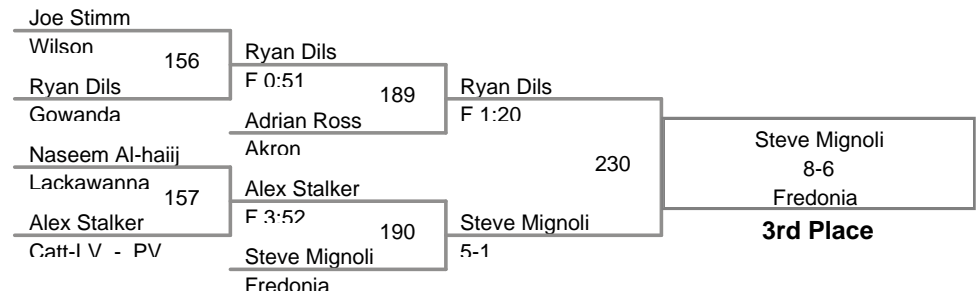 Joe Stimm
Wilson
156
Ryan Dils
Gowanda
Naseem Al-haiij
Lackawanna
157
Alex Stalker
Catt-LV - PV
Ryan Dils
F 0:51
189
Adrian Ross
Akron
Alex Stalker
F 3:52
190
Steve Mignoli
Fredonia
Ryan Dils
F 1:20
230
Steve Mignoli
5-1
Steve Mignoli
8-6
Fredonia
3rd Place